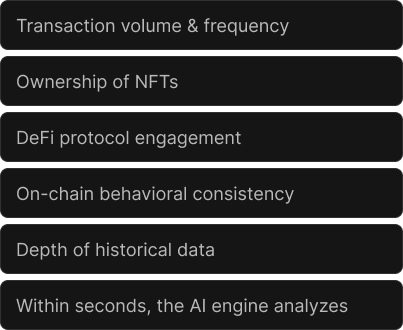 Transaction volume & frequency
Ownership of NFTs
DeFi protocol engagement
On-chain behavioral consistency
Depth of historical data
Within seconds, the AI engine analyzes